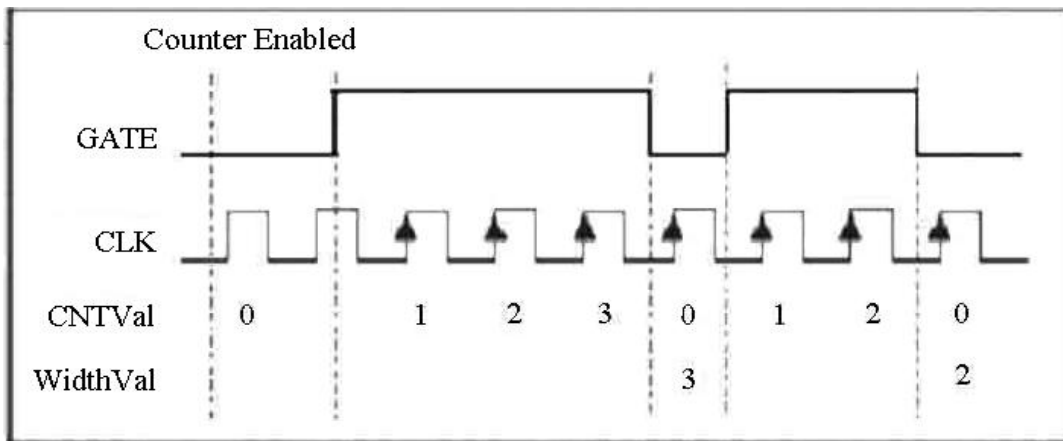 Counter Enabled
GATE
CLK
CNTVal 0 1 2 3 0 1 2 0
WidthVal 3 2